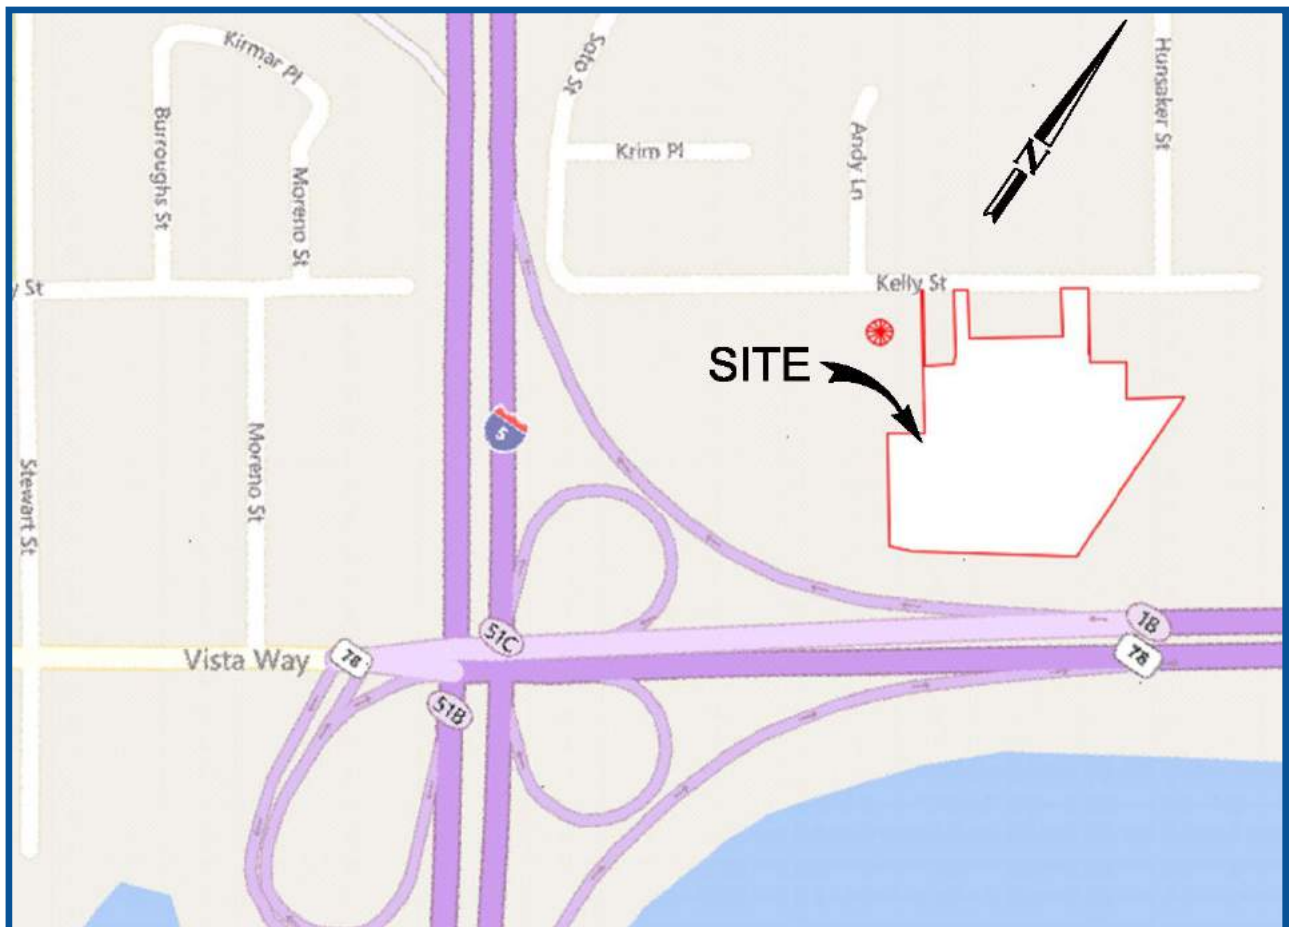 Kirmar Pl
Soto St
Hunsaker St
Burroughs St
Andy Ln
Krim Pl
N
Moreno St
y St
Kelly St
SITE
5
Moreno St
Stewart St
51C
1B
Vista Way
78
78
51B